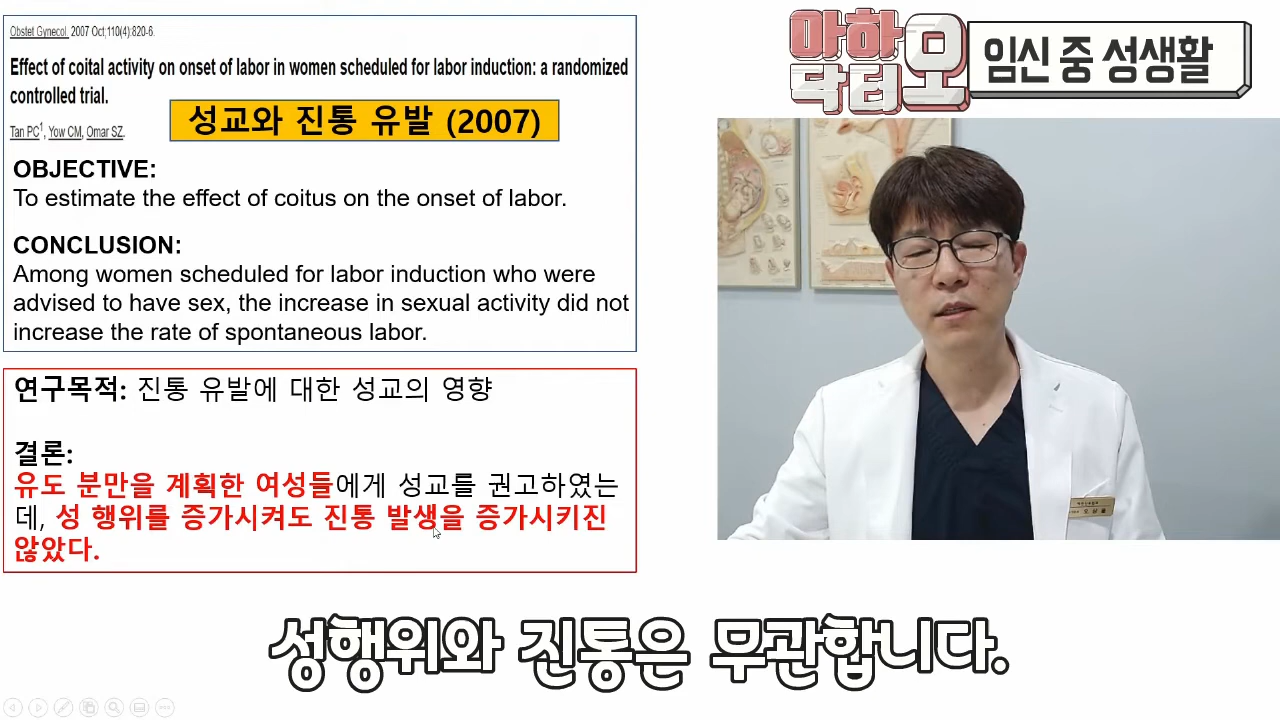 Obstet Gynecol. 2007 Oct;110(4):820-6.
Effect of coital activity on onset of labor in women scheduled for labor induction: a randomized
controlled trial.
Tan PC1, Yow CM, Omar SZ.
성교와 진통 유발 (2007)
OBJECTIVE:
To estimate the effect of coitus on the onset of labor.
CONCLUSION:
Among women scheduled for labor induction who were
advised to have sex, the increase in sexual activity did not
increase the rate of spontaneous labor.
연구목적: 진통 유발에 대한 성교의 영향
결론:
유도 분만을 계획한 여성들에게 성교를 권고하였는
데, 성 행위를 증가시켜도 진통 발생을 증가시키진
않았다.
아하
닥터
오
임신 중 성생활
성행위와 진통은 무관합니다.